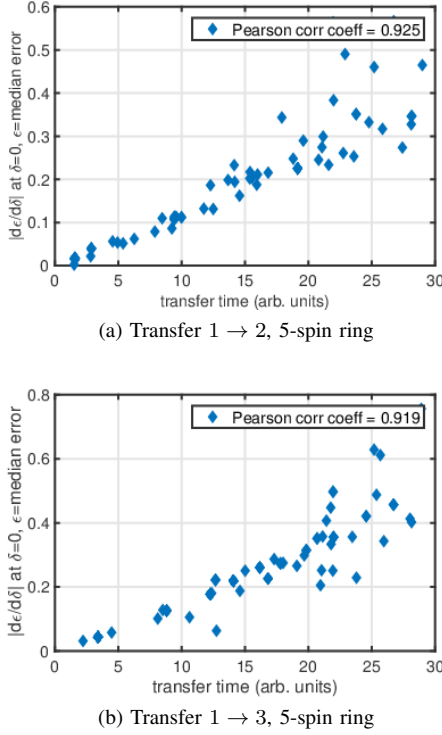 0.6
0.5
0.4
0.3
0.2
0.1
0
|dϵ/dδ| at δ=0, ϵ=median error
Pearson corr coeff = 0.925
0 5 10 15 20 25 30
transfer time (arb. units)
(a) Transfer 1 → 2, 5-spin ring
0.8
0.6
0.4
0.2
0
|dϵ/dδ| at δ=0, ϵ=median error
Pearson corr coeff = 0.919
0 5 10 15 20 25 30
transfer time (arb. units)
(b) Transfer 1 → 3, 5-spin ring